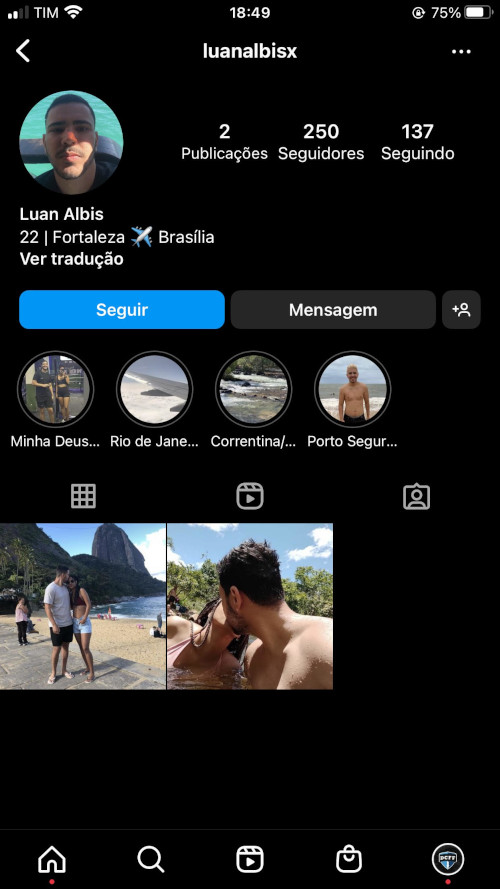 TIM 18:49 75%
luanalbisx
2 250 137
Publicações Seguidores Seguindo
Luan Albis
22 | Fortaleza ✈️ Brasília
Ver tradução
Seguir Mensagem
Minha Deus... Rio de Jane... Correntina/... Porto Segur...